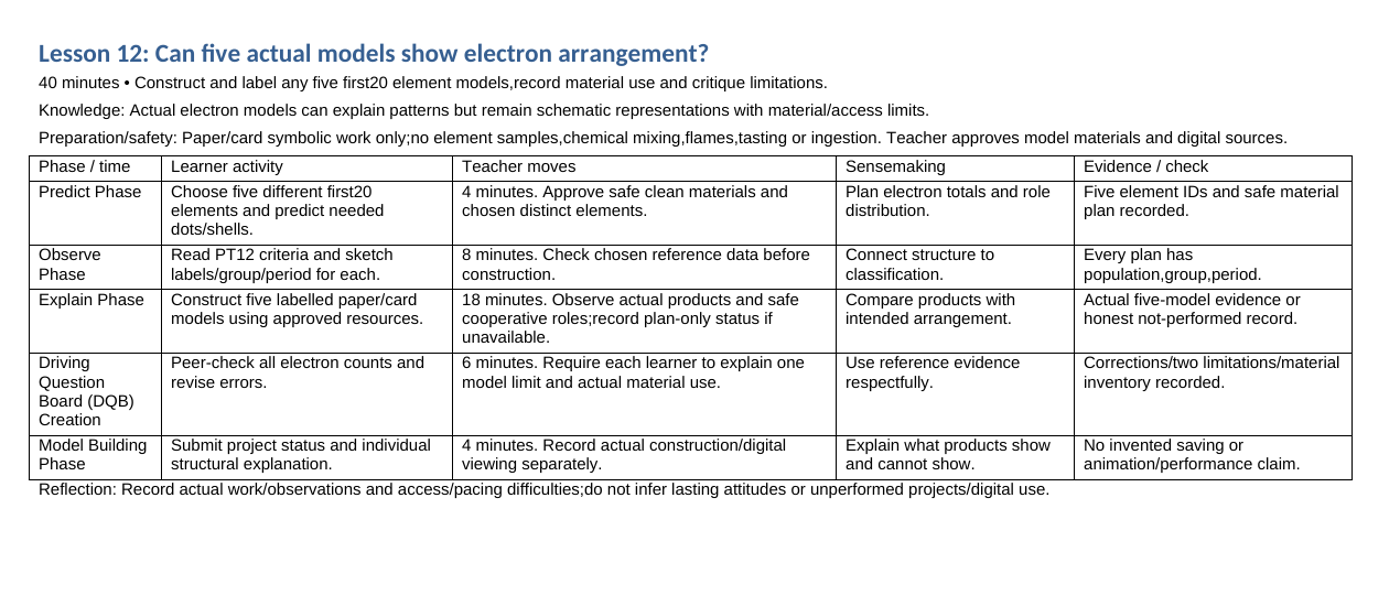 Lesson 12: Can five actual models show electron arrangement?
40 minutes • Construct and label any five first20 element models,record material use and critique limitations.
Knowledge: Actual electron models can explain patterns but remain schematic representations with material/access limits.
Preparation/safety: Paper/card symbolic work only;no element samples,chemical mixing,flames,tasting or ingestion. Teacher approves model materials and digital sources.
Phase / time
Learner activity
Teacher moves
Sensemaking
Evidence / check
Predict Phase
Choose five different first20
elements and predict needed
dots/shells.
4 minutes. Approve safe clean materials and
chosen distinct elements.
Plan electron totals and role
distribution.
Five element IDs and safe material
plan recorded.
Observe
Phase
Read PT12 criteria and sketch
labels/group/period for each.
8 minutes. Check chosen reference data before
construction.
Connect structure to
classification.
Every plan has
population,group,period.
Explain Phase
Construct five labelled paper/card
models using approved resources.
18 minutes. Observe actual products and safe
cooperative roles;record plan-only status if
unavailable.
Compare products with
intended arrangement.
Actual five-model evidence or
honest not-performed record.
Driving
Question
Board (DQB)
Creation
Peer-check all electron counts and
revise errors.
6 minutes. Require each learner to explain one
model limit and actual material use.
Use reference evidence
respectfully.
Corrections/two limitations/material
inventory recorded.
Model Building
Phase
Submit project status and individual
structural explanation.
4 minutes. Record actual construction/digital
viewing separately.
Explain what products show
and cannot show.
No invented saving or
animation/performance claim.
Reflection: Record actual work/observations and access/pacing difficulties;do not infer lasting attitudes or unperformed projects/digital use.